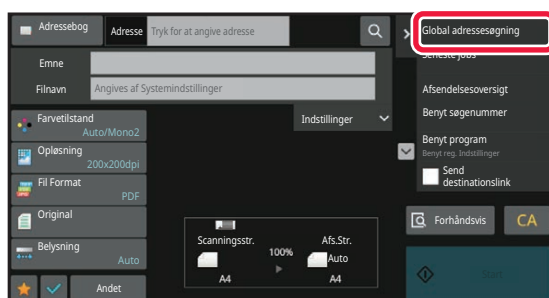 Adressebog
Adresse
Tryk for at angive adresse
Emne
Filnavn
Angives af Systemindstillinger
Farvetilstand
Auto/Mono2
Opløsning
200x200dpi
Fil Format
PDF
Original
Belysning
Auto
Andet
Indstillinger
Scanningsstr.
A4
100%
Afs.Str.
Auto
A4
Global adressesøgning
Seneste jobs
Afsendelsesoversigt
Benyt søgenummer
Benyt program
Benyt reg. Indstillinger
Send
destinationslink
Forhåndsvis
CA
Start